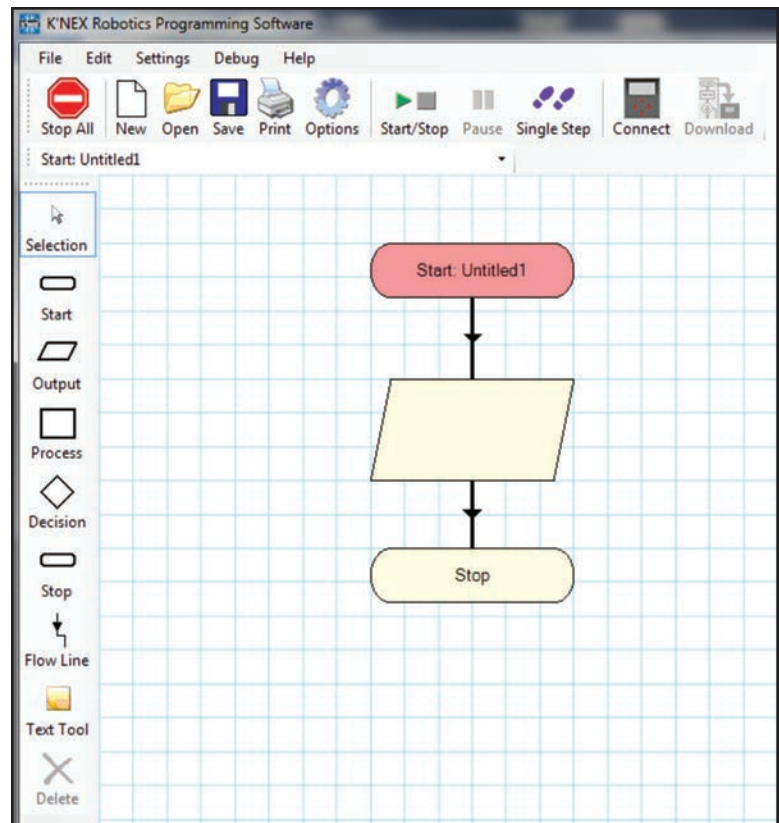 K'NEX Robotics Programming Software
File Edit Settings Debug Help
Stop All New Open Save Print Options Start/Stop Pause Single Step Connect Download
Start: Untitled1
Selection
Start
Output
Process
Decision
Stop
Flow Line
Text Tool
Delete
Start: Untitled1
Stop